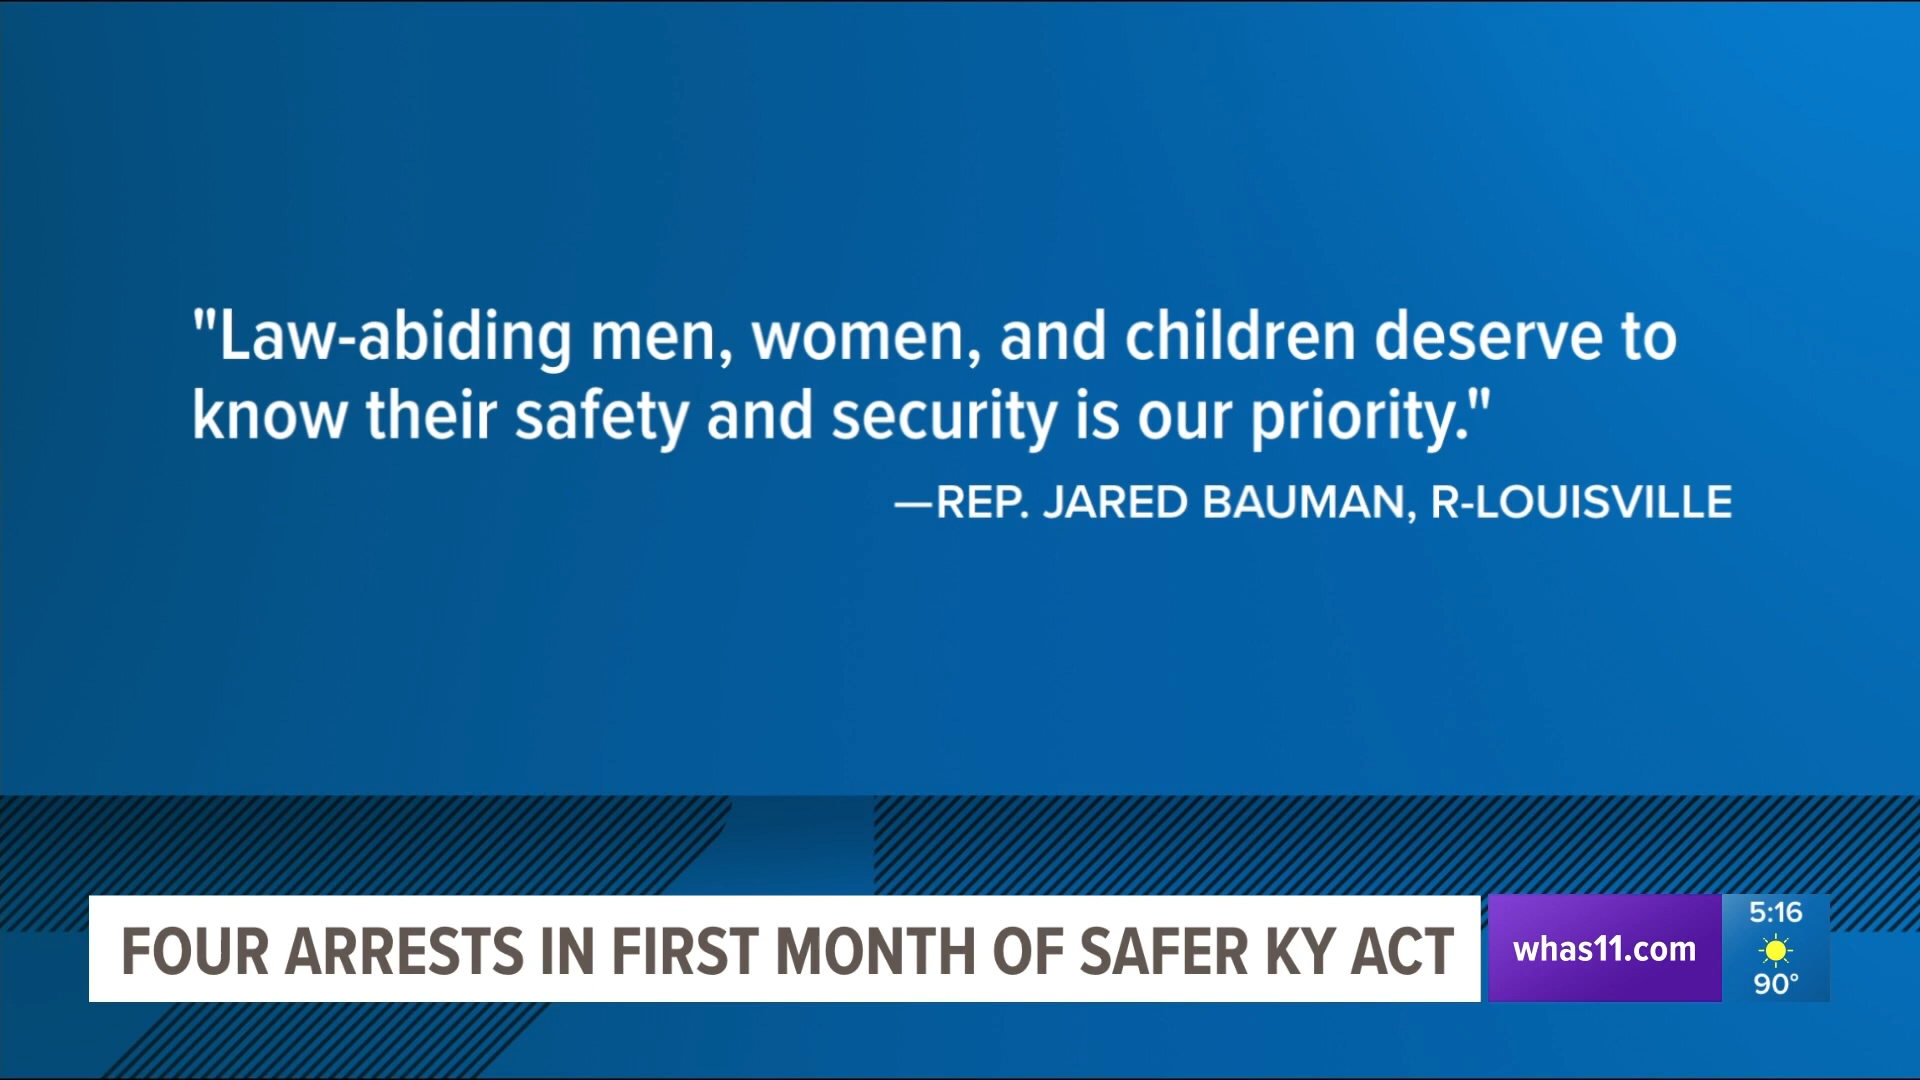 "Law-abiding men, women, and children deserve to
know their safety and security is our priority."
—REP. JARED BAUMAN, R-LOUISVILLE
FOUR ARRESTS IN FIRST MONTH OF SAFER KY ACT
whas11.com
5:16
90°